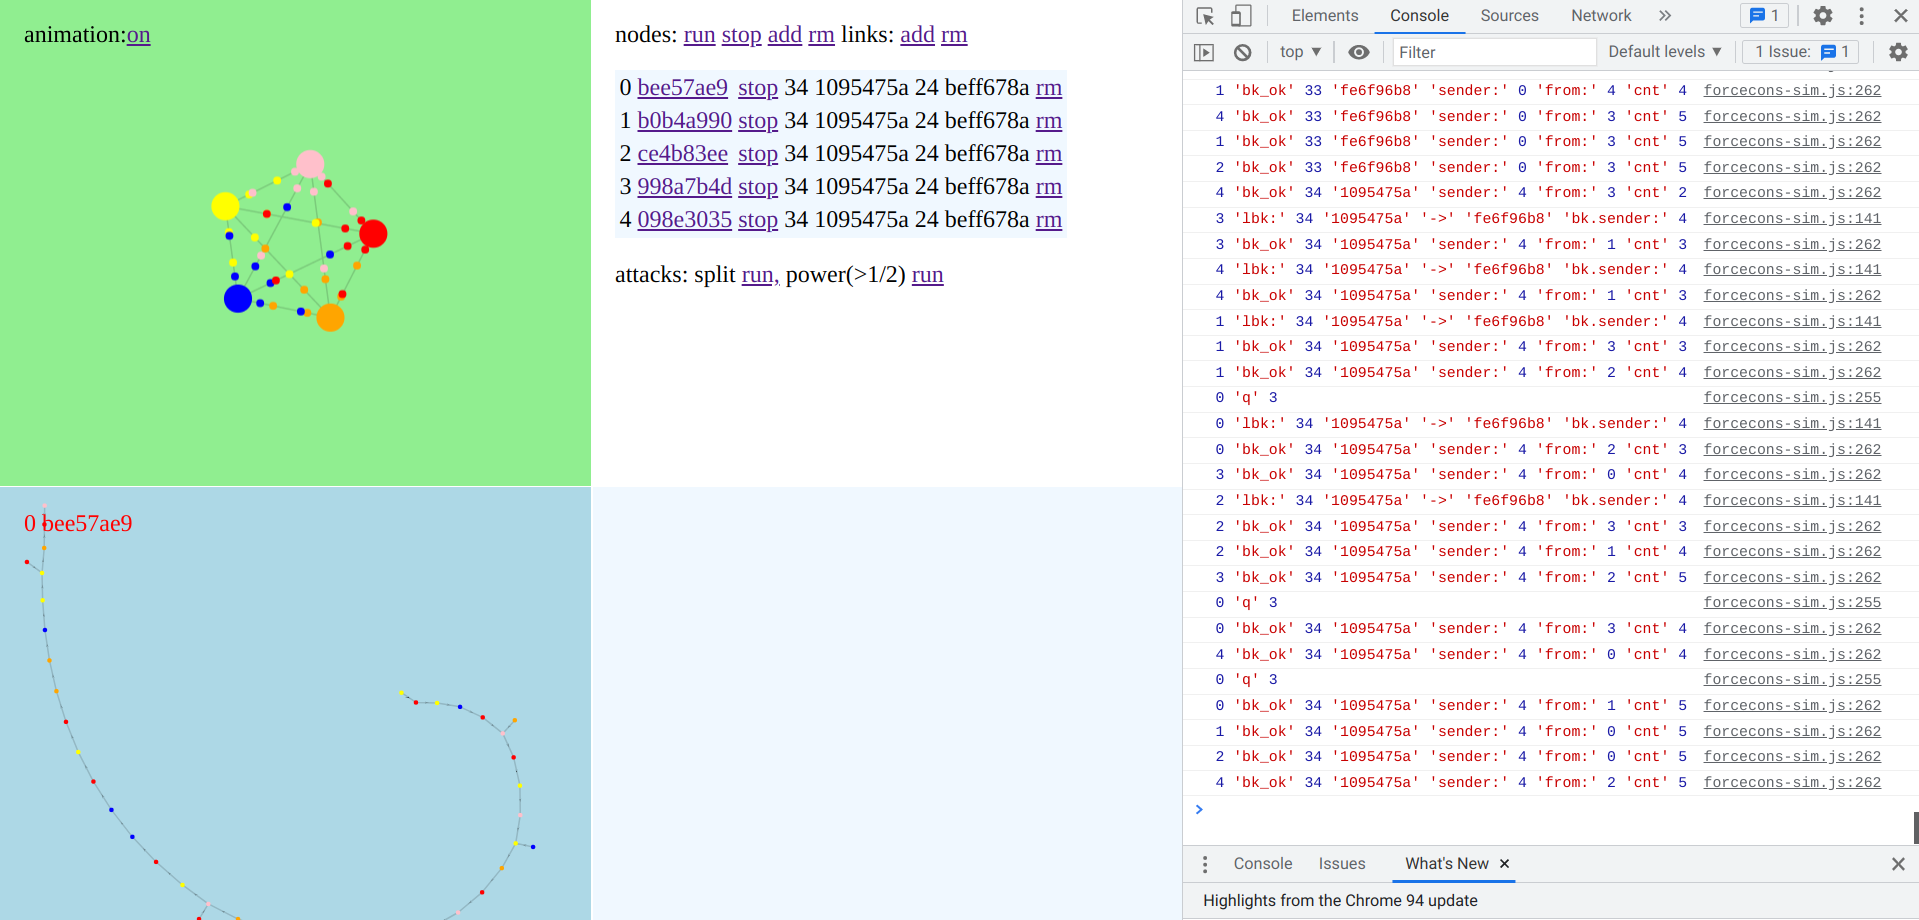 animation:on
nodes: run stop add rm links: add rm
0 bee57ae9 stop 34 1095475a 24 beff678a rm
1 b0b4a990 stop 34 1095475a 24 beff678a rm
2 ce4b83ee stop 34 1095475a 24 beff678a rm
3 998a7b4d stop 34 1095475a 24 beff678a rm
4 098e3035 stop 34 1095475a 24 beff678a rm
attacks: split run, power(>1/2) run
0 bee57ae9
Elements Console Sources Network » 1
top ▼ Filter Default levels ▼ 1 Issue: 1
1 'bk_ok' 33 'fe6f96b8' 'sender:' 0 'from:' 4 'cnt' 4 forcecons-sim.js:262
4 'bk_ok' 33 'fe6f96b8' 'sender:' 0 'from:' 3 'cnt' 5 forcecons-sim.js:262
1 'bk_ok' 33 'fe6f96b8' 'sender:' 0 'from:' 3 'cnt' 5 forcecons-sim.js:262
2 'bk_ok' 33 'fe6f96b8' 'sender:' 0 'from:' 3 'cnt' 5 forcecons-sim.js:262
4 'bk_ok' 34 '1095475a' 'sender:' 4 'from:' 3 'cnt' 2 forcecons-sim.js:262
3 'lbk:' 34 '1095475a' '->' 'fe6f96b8' 'bk.sender:' 4 forcecons-sim.js:141
3 'bk_ok' 34 '1095475a' 'sender:' 4 'from:' 1 'cnt' 3 forcecons-sim.js:262
4 'lbk:' 34 '1095475a' '->' 'fe6f96b8' 'bk.sender:' 4 forcecons-sim.js:141
4 'bk_ok' 34 '1095475a' 'sender:' 4 'from:' 1 'cnt' 3 forcecons-sim.js:262
1 'lbk:' 34 '1095475a' '->' 'fe6f96b8' 'bk.sender:' 4 forcecons-sim.js:141
1 'bk_ok' 34 '1095475a' 'sender:' 4 'from:' 3 'cnt' 3 forcecons-sim.js:262
1 'bk_ok' 34 '1095475a' 'sender:' 4 'from:' 2 'cnt' 4 forcecons-sim.js:262
0 'q' 3 forcecons-sim.js:255
0 'lbk:' 34 '1095475a' '->' 'fe6f96b8' 'bk.sender:' 4 forcecons-sim.js:141
0 'bk_ok' 34 '1095475a' 'sender:' 4 'from:' 2 'cnt' 3 forcecons-sim.js:262
3 'bk_ok' 34 '1095475a' 'sender:' 4 'from:' 0 'cnt' 4 forcecons-sim.js:262
2 'lbk:' 34 '1095475a' '->' 'fe6f96b8' 'bk.sender:' 4 forcecons-sim.js:141
2 'bk_ok' 34 '1095475a' 'sender:' 4 'from:' 3 'cnt' 3 forcecons-sim.js:262
2 'bk_ok' 34 '1095475a' 'sender:' 4 'from:' 1 'cnt' 4 forcecons-sim.js:262
3 'bk_ok' 34 '1095475a' 'sender:' 4 'from:' 2 'cnt' 5 forcecons-sim.js:262
0 'q' 3 forcecons-sim.js:255
0 'bk_ok' 34 '1095475a' 'sender:' 4 'from:' 3 'cnt' 4 forcecons-sim.js:262
4 'bk_ok' 34 '1095475a' 'sender:' 4 'from:' 0 'cnt' 4 forcecons-sim.js:262
0 'q' 3 forcecons-sim.js:255
0 'bk_ok' 34 '1095475a' 'sender:' 4 'from:' 1 'cnt' 5 forcecons-sim.js:262
1 'bk_ok' 34 '1095475a' 'sender:' 4 'from:' 0 'cnt' 5 forcecons-sim.js:262
2 'bk_ok' 34 '1095475a' 'sender:' 4 'from:' 0 'cnt' 5 forcecons-sim.js:262
4 'bk_ok' 34 '1095475a' 'sender:' 4 'from:' 2 'cnt' 5 forcecons-sim.js:262
>
Console Issues What's New ×
Highlights from the Chrome 94 update